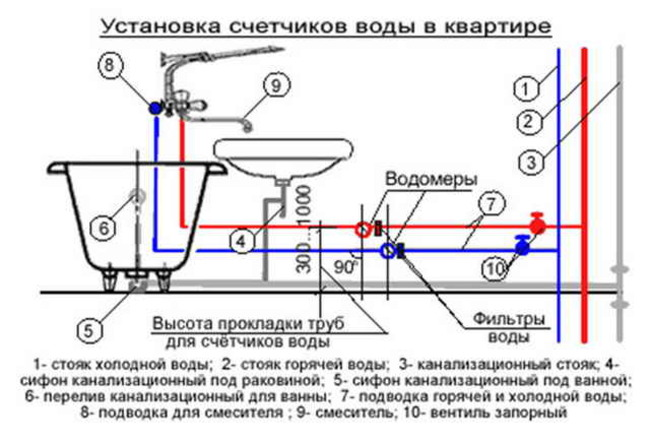 Установка счетчиков воды в квартире
8
9
1
2
3
Водомеры
7
6
4
300...1000
90°
10
5
Высота прокладки труб
для счётчиков воды
Фильтры
воды
1- стояк холодной воды; 2- стояк горячей воды; 3- канализационный стояк; 4-
сифон канализационный под раковиной; 5- сифон канализационный под ванной;
6- перелив канализационный для ванны; 7- подводка горячей и холодной воды;
8- подводка для смесителя ; 9- смеситель; 10- вентиль запорный